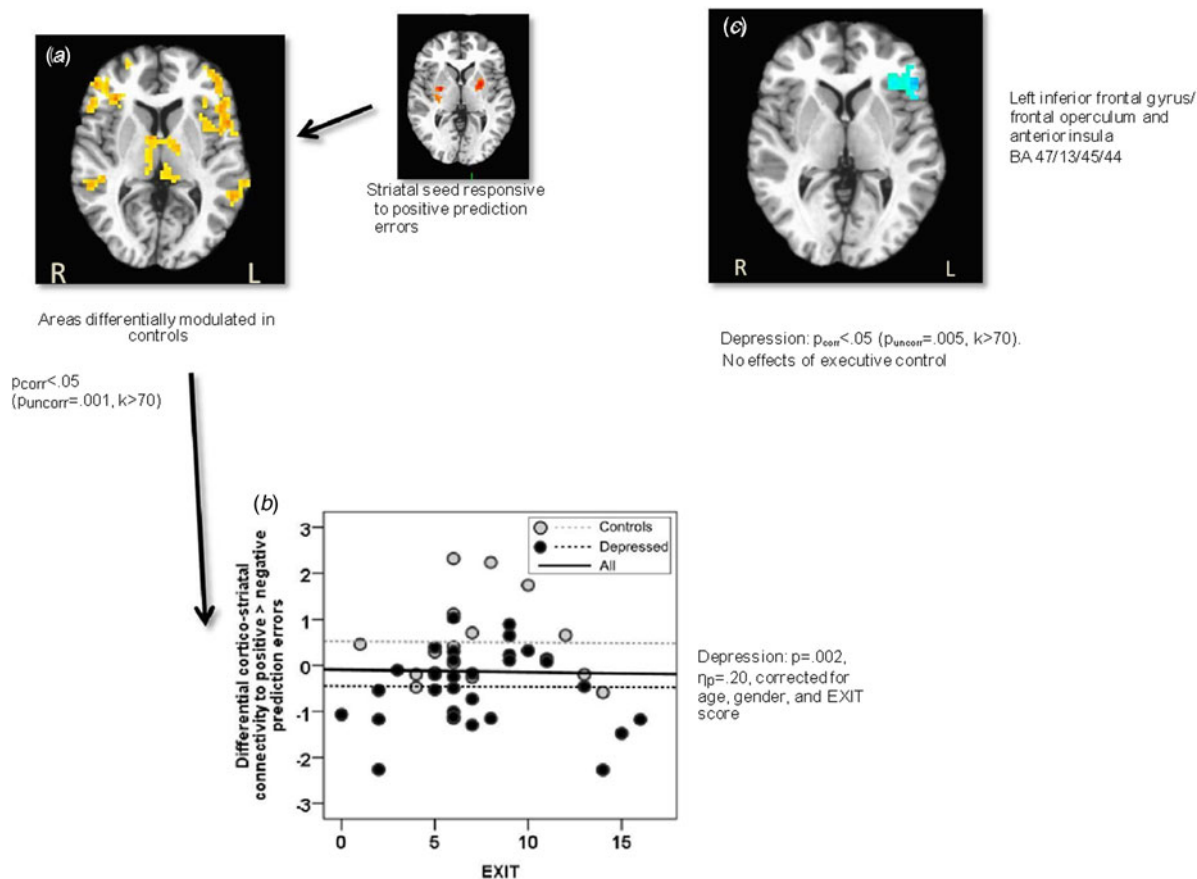 (a)
R
L
Areas differentially modulated in
controls
pcorr<.05
(puncorr=.001, k>70)
Striatal seed responsive
to positive prediction
errors
(c)
R
L
Left inferior frontal gyrus/
frontal operculum and
anterior insula
BA 47/13/45/44
Depression: pcorr<.05 (puncorr=.005, k>70).
No effects of executive control
(b)
Differential cortico-striatal
connectivity to positive > negative
prediction errors
3
2
1
0
-1
-2
-3
Controls
Depressed
All
0 5 10 15
EXIT
Depression: p=.002,
ηp=.20, corrected for
age, gender, and EXIT
score